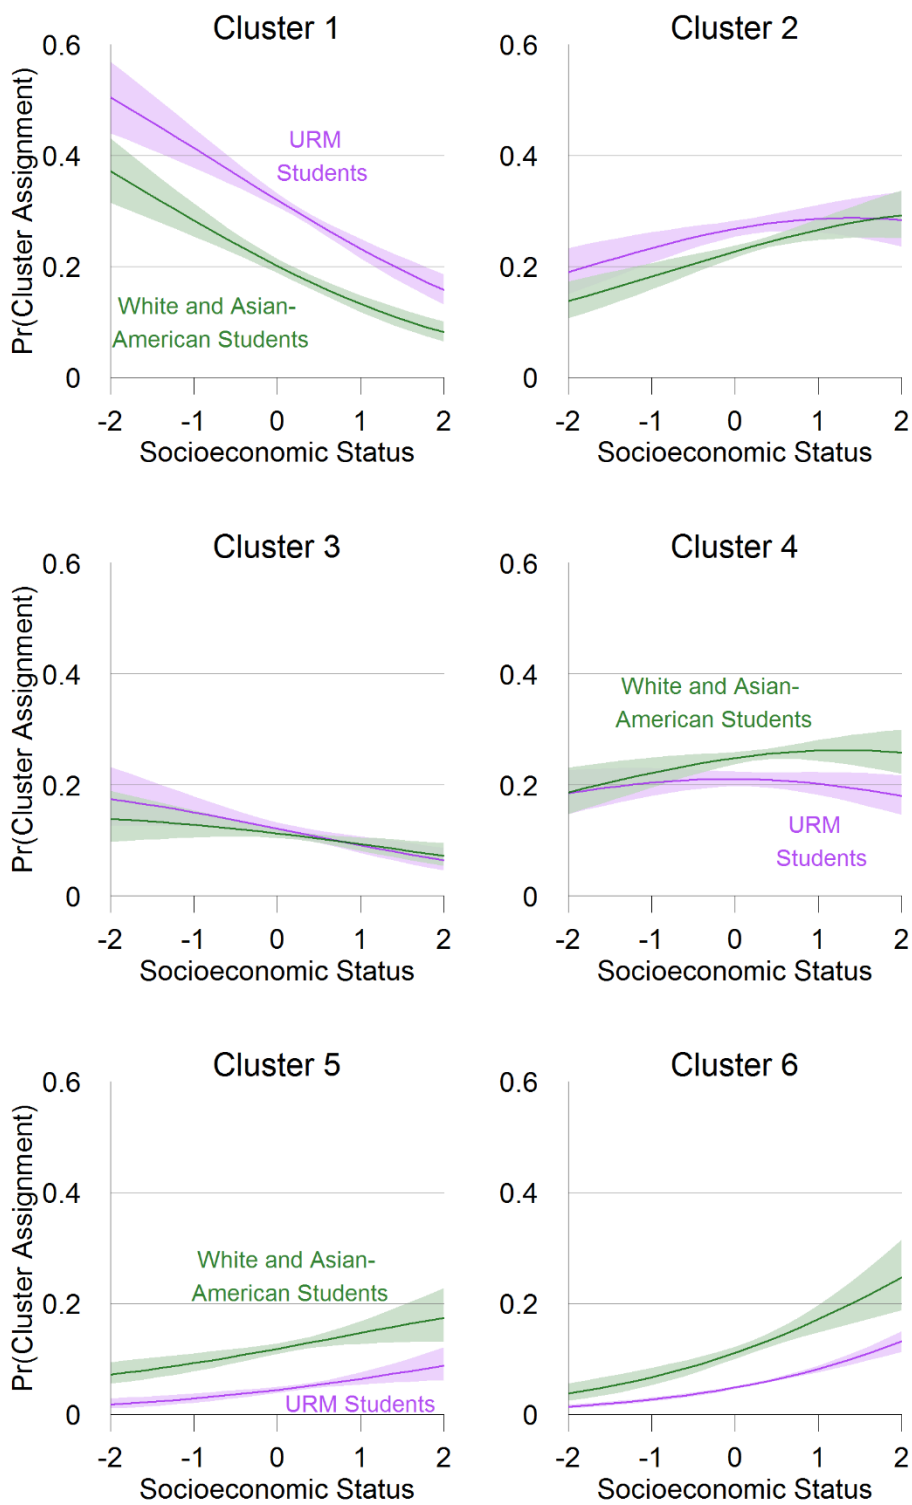 Cluster 1
Cluster 2
Pr(Cluster Assignment)
0.6
0.4
0.2
0
URM
Students
White and Asian-
American Students
-2 -1 0 1 2
Socioeconomic Status
0.6
0.4
0.2
0
-2 -1 0 1 2
Socioeconomic Status
Cluster 3
Cluster 4
Pr(Cluster Assignment)
0.6
0.4
0.2
0
-2 -1 0 1 2
Socioeconomic Status
0.6
0.4
0.2
0
White and Asian-
American Students
URM
Students
-2 -1 0 1 2
Socioeconomic Status
Cluster 5
Cluster 6
Pr(Cluster Assignment)
0.6
0.4
0.2
0
White and Asian-
American Students
URM Students
-2 -1 0 1 2
Socioeconomic Status
0.6
0.4
0.2
0
-2 -1 0 1 2
Socioeconomic Status